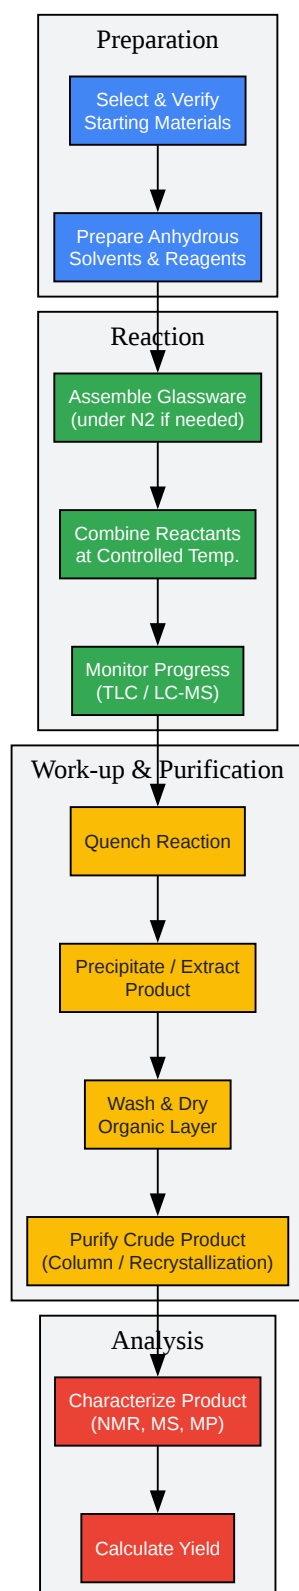 Preparation
Select & Verify
Starting Materials
Prepare Anhydrous
Solvents & Reagents
Reaction
Assemble Glassware
(under N2 if needed)
Combine Reactants
at Controlled Temp.
Monitor Progress
(TLC / LC-MS)
Work-up & Purification
Quench Reaction
Precipitate / Extract
Product
Wash & Dry
Organic Layer
Purify Crude Product
(Column / Recrystallization)
Analysis
Characterize Product
(NMR, MS, MP)
Calculate Yield